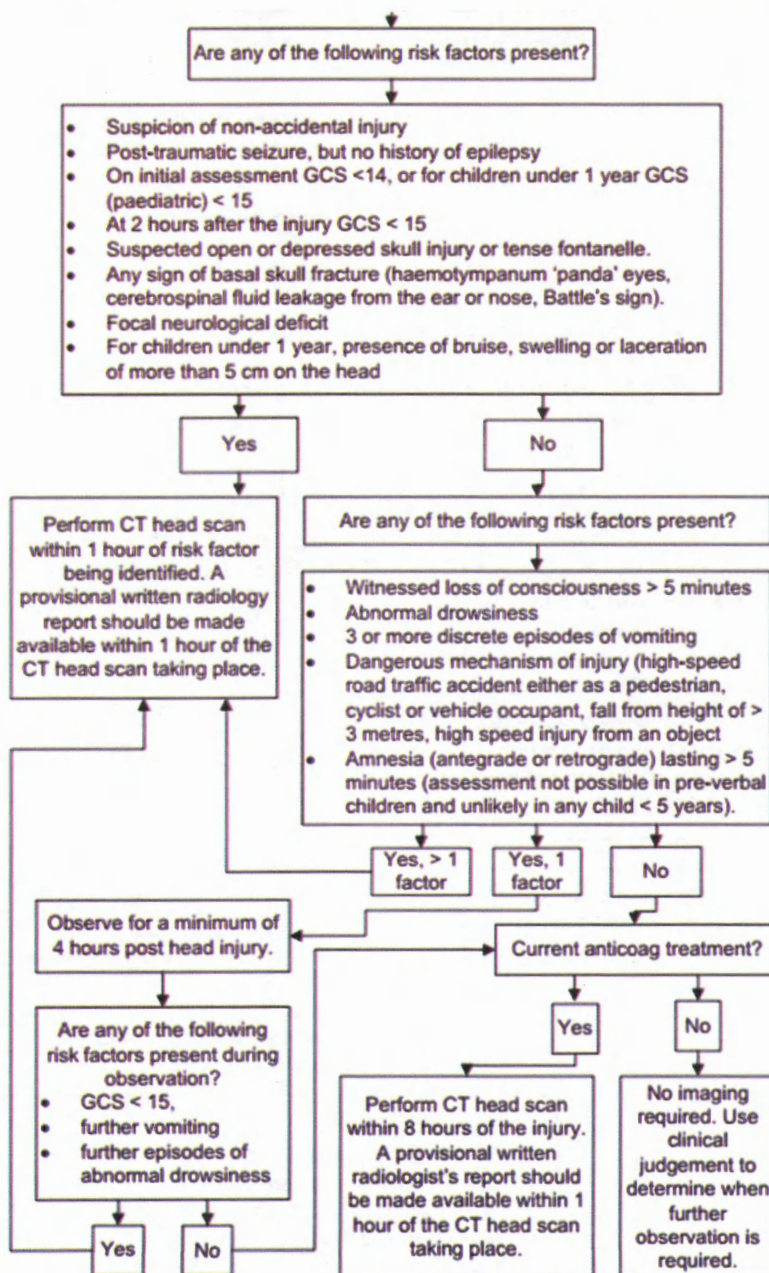 Are any of the following risk factors present?
• Suspicion of non-accidental injury
• Post-traumatic seizure, but no history of epilepsy
• On initial assessment GCS <14, or for children under 1 year GCS
(paediatric) < 15
• At 2 hours after the injury GCS < 15
• Suspected open or depressed skull injury or tense fontanelle.
• Any sign of basal skull fracture (haemotympanum 'panda' eyes,
cerebrospinal fluid leakage from the ear or nose, Battle's sign).
• Focal neurological deficit
• For children under 1 year, presence of bruise, swelling or laceration
of more than 5 cm on the head
Yes
No
Perform CT head scan
within 1 hour of risk factor
being identified. A
provisional written radiology
report should be made
available within 1 hour of the
CT head scan taking place.
Are any of the following risk factors present?
• Witnessed loss of consciousness > 5 minutes
• Abnormal drowsiness
• 3 or more discrete episodes of vomiting
• Dangerous mechanism of injury (high-speed
road traffic accident either as a pedestrian,
cyclist or vehicle occupant, fall from height of >
3 metres, high speed injury from an object
• Amnesia (antegrade or retrograde) lasting > 5
minutes (assessment not possible in pre-verbal
children and unlikely in any child < 5 years).
Yes, > 1
factor
Yes, 1
factor
No
Observe for a minimum of
4 hours post head injury.
Current anticoag treatment?
Are any of the following
risk factors present during
observation?
• GCS < 15,
• further vomiting
• further episodes of
abnormal drowsiness
Yes
No
Yes
No
Perform CT head scan
within 8 hours of the injury.
A provisional written
radiologist's report should
be made available within 1
hour of the CT head scan
taking place.
No imaging
required. Use
clinical
judgement to
determine when
further
observation is
required.